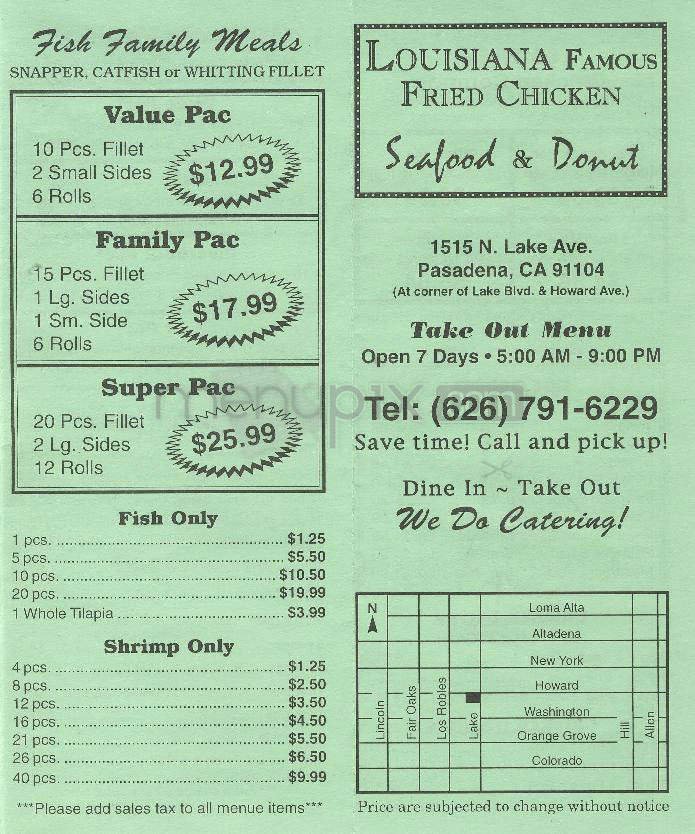 Fish Family Meals
SNAPPER, CATFISH or WHITTING FILLET
Value Pac
10 Pcs. Fillet
2 Small Sides
6 Rolls
$12.99
Family Pac
15 Pcs. Fillet
1 Lg. Sides
1 Sm. Side
6 Rolls
$17.99
Super Pac
20 Pcs. Fillet
2 Lg. Sides
12 Rolls
$25.99
Fish Only
1 pcs. $1.25
5 pcs. $5.50
10 pcs. $10.50
20 pcs. $19.99
1 Whole Tilapia $3.99
Shrimp Only
4 pcs. $1.25
8 pcs. $2.50
12 pcs. $3.50
16 pcs. $4.50
21 pcs. $5.50
26 pcs. $6.50
40 pcs. $9.99
***Please add sales tax to all menue items***
LOUISIANA FAMOUS
FRIED CHICKEN
Seafood & Donut
1515 N. Lake Ave.
Pasadena, CA 91104
(At corner of Lake Blvd. & Howard Ave.)
Take Out Menu
Open 7 Days • 5:00 AM - 9:00 PM
menupix
Tel: (626) 791-6229
Save time! Call and pick up!
Dine In ~ Take Out
We Do Catering!
N
Loma Alta
Altadena
New York
Howard
Washington
Orange Grove
Colorado
Lincoln
Fair Oaks
Los Robles
Lake
Hill
Allen
Price are subjected to change without notice